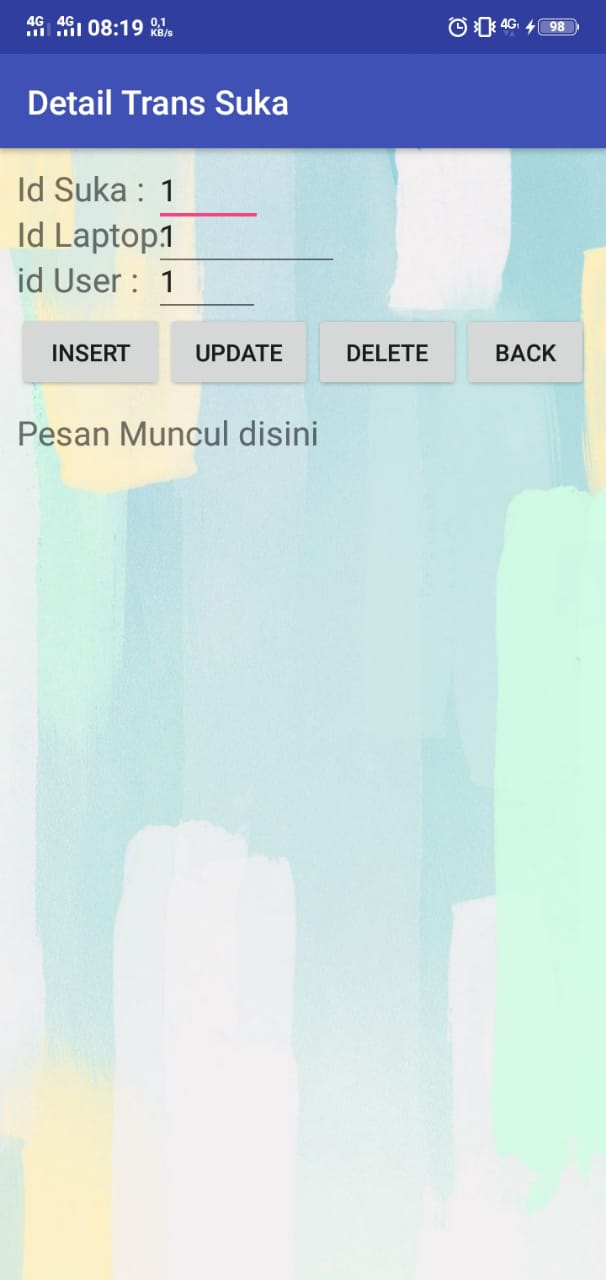 4G 4G 08:19 0,1 KB/s 4G 98
Detail Trans Suka
Id Suka : 1
Id Laptop: 1
id User : 1
INSERT UPDATE DELETE BACK
Pesan Muncul disini